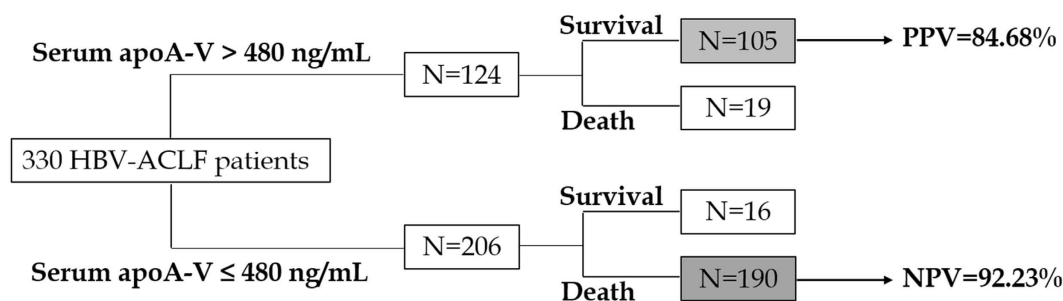 Survival
N=105
PPV=84.68%
Serum apoA-V > 480 ng/mL
N=124
Death
N=19
330 HBV-ACLF patients
Survival
N=16
N=206
Serum apoA-V ≤ 480 ng/mL
Death
N=190
NPV=92.23%